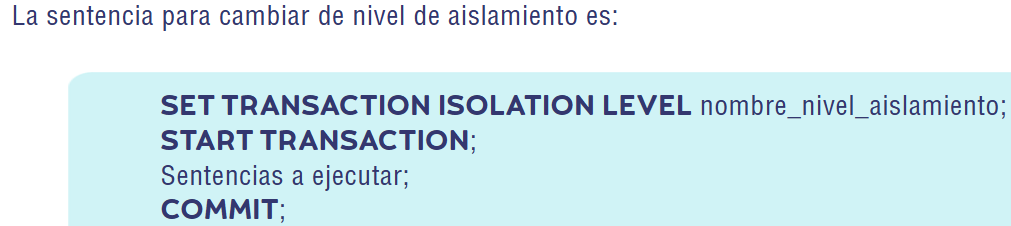 La sentencia para cambiar de nivel de aislamiento es:
SET TRANSACTION ISOLATION LEVEL nombre_nivel_aislamiento;
START TRANSACTION;
Sentencias a ejecutar;
COMMIT;